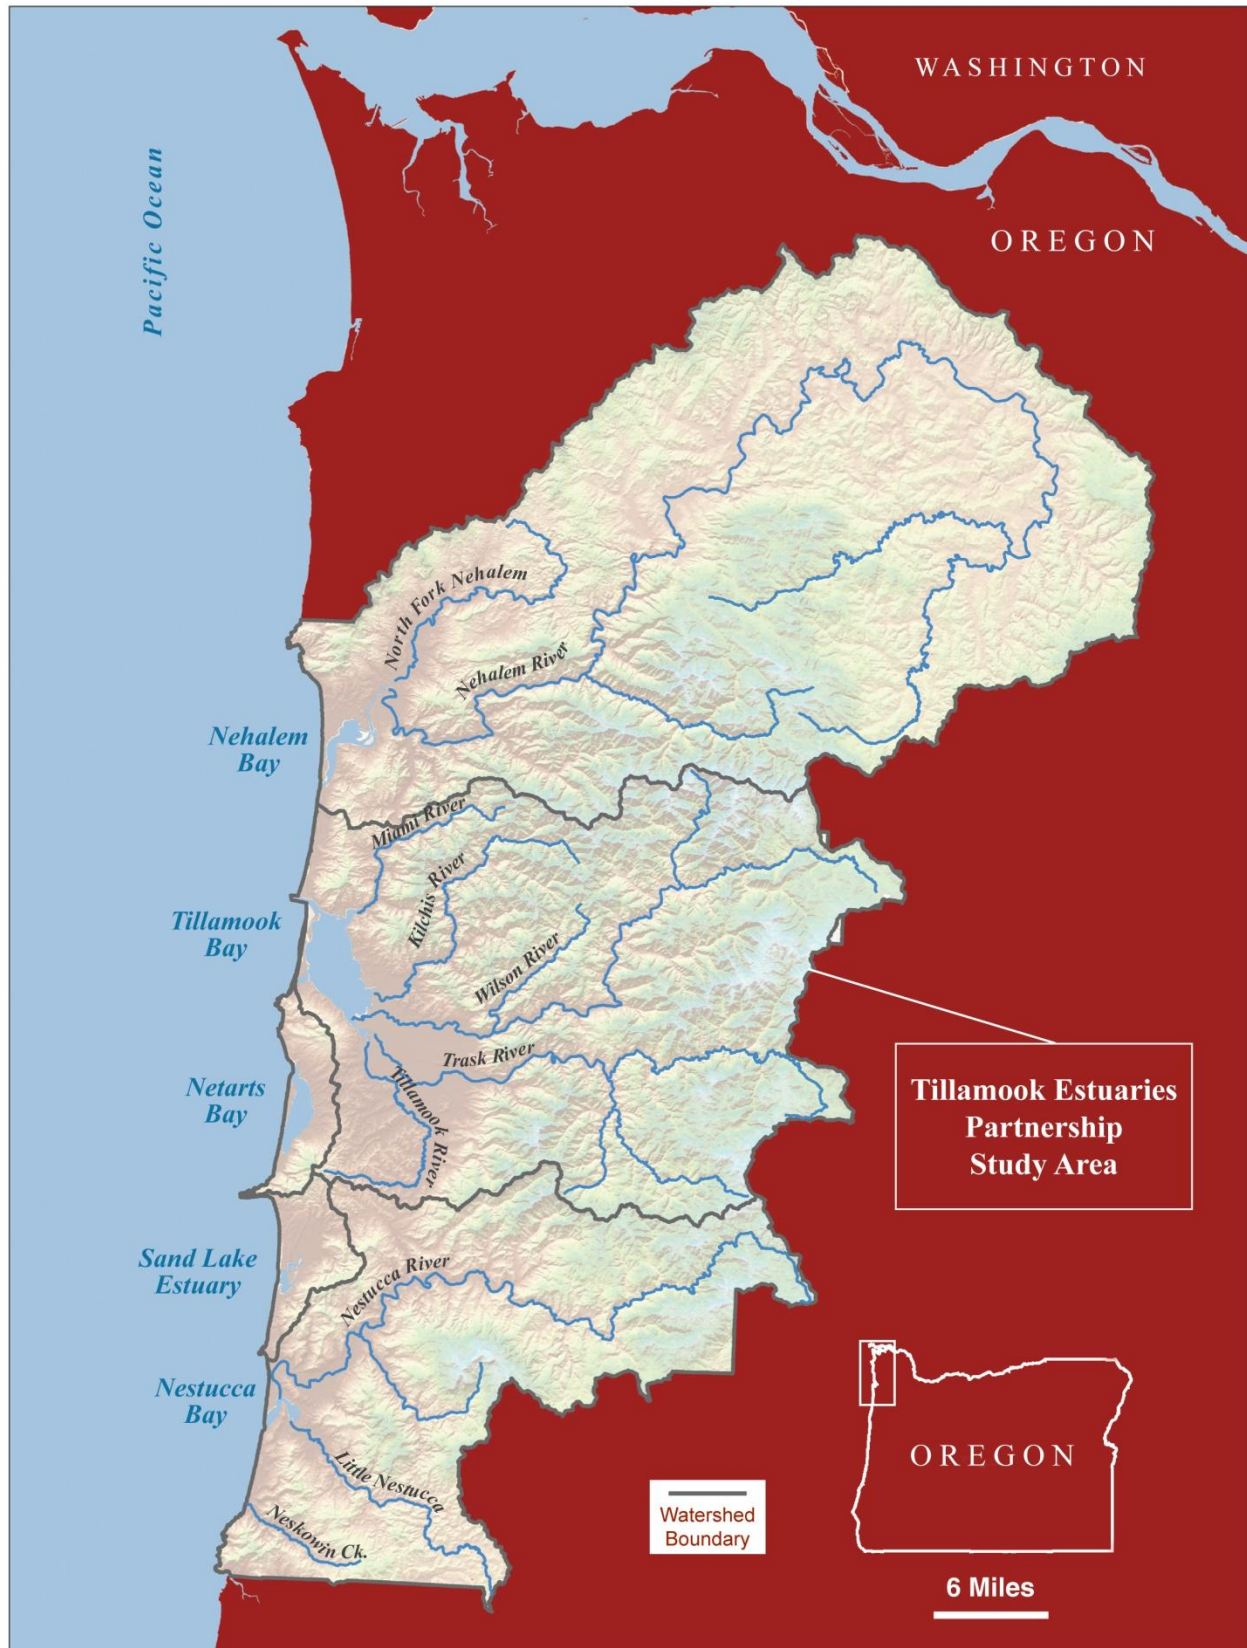 WASHINGTON
OREGON
Pacific Ocean
North Fork Nehalem
Nehalem River
Nehalem
Bay
Miami River
Kilchis River
Tillamook
Bay
Wilson River
Trask River
Tillamook River
Netarts
Bay
Tillamook Estuaries
Partnership
Study Area
Sand Lake
Estuary
Nestucca River
Nestucca
Bay
Little Nestucca
Neskowin Ck.
Watershed
Boundary
OREGON
6 Miles